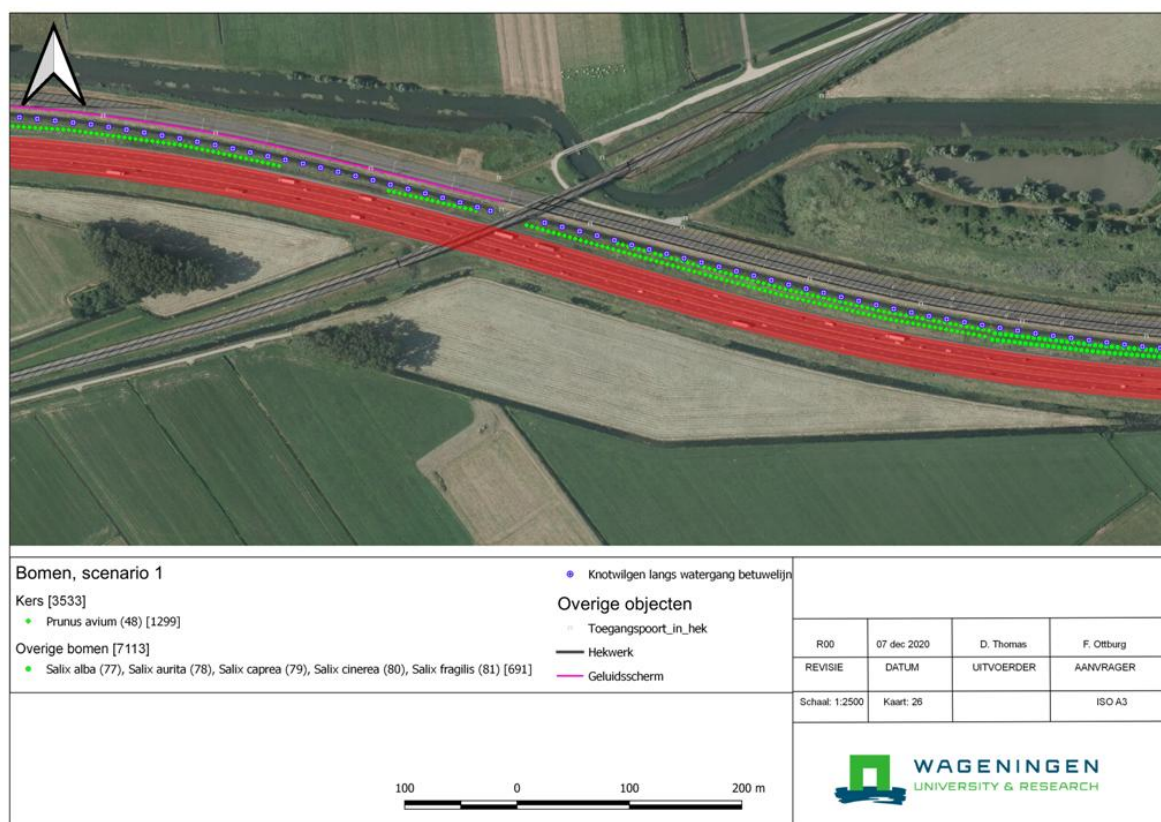 Bomen, scenario 1
Kers [3533]
Prunus avium (48) [1299]
Overige bomen [7113]
Salix alba (77), Salix aurita (78), Salix caprea (79), Salix cinerea (80), Salix fragilis (81) [691]
Knotwilgen langs watergang betuwelijn
Overige objecten
Toegangspoort_in_hek
Hekwerk
Geluidsscherm
R00 07 dec 2020 D. Thomas F. Ottburg
REVISIE DATUM UITVOERDER AANVRAGER
Schaal: 1:2500 Kaart: 26 ISO A3
100 0 100 200 m
WAGENINGEN
UNIVERSITY & RESEARCH